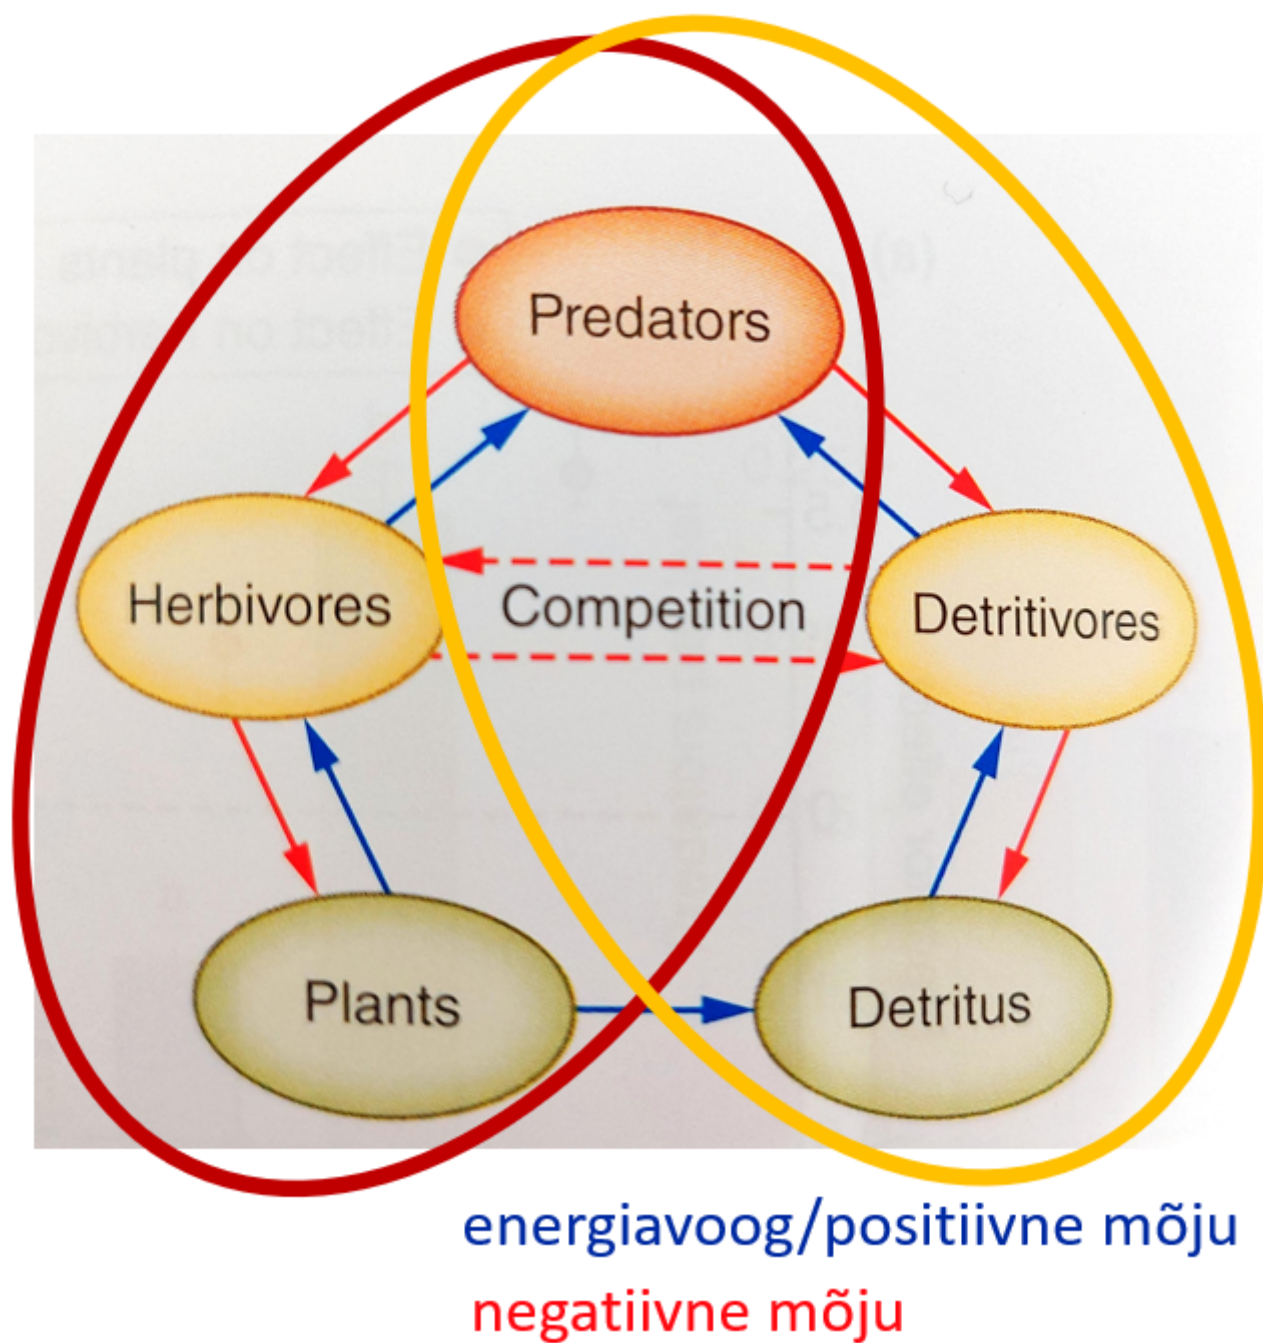 Predators
Herbivores
Competition
Detritivores
Plants
Detritus
energiavoog/positiivne mõju
negatiivne mõju